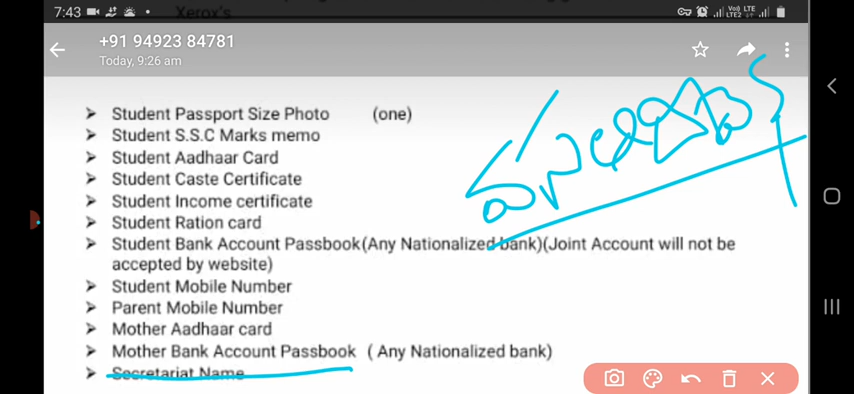 7:43
Xerox's
Voo) LTE
LTE2
+91 94923 84781
Today, 9:26 am
➤ Student Passport Size Photo (one)
➤ Student S.S.C Marks memo
➤ Student Aadhaar Card
➤ Student Caste Certificate
➤ Student Income certificate
➤ Student Ration card
➤ Student Bank Account Passbook(Any Nationalized bank)(Joint Account will not be
accepted by website)
➤ Student Mobile Number
➤ Parent Mobile Number
➤ Mother Aadhaar card
➤ Mother Bank Account Passbook ( Any Nationalized bank)
➤ Secretariat Name